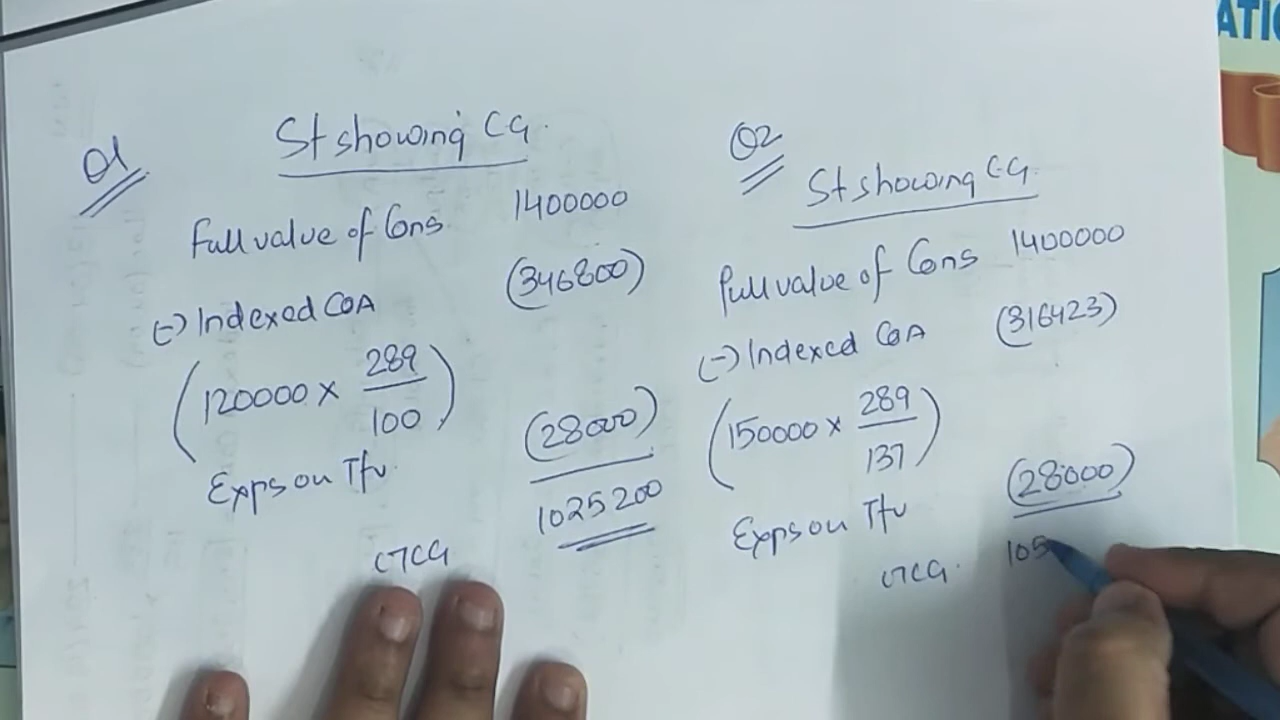 Q1
St showing CG.
Full value of Cons. 1400000
(-) Indexed COA (346800)
(120000 × 289/100)
Exps on Tfr. (28000)
LTCG 1025200
Q2
St showing CG.
Full value of Cons 1400000
(-) Indexed COA (316423)
(150000 × 289/137)
Exps on Tfr (28000)
LTCG. 105
ATIO